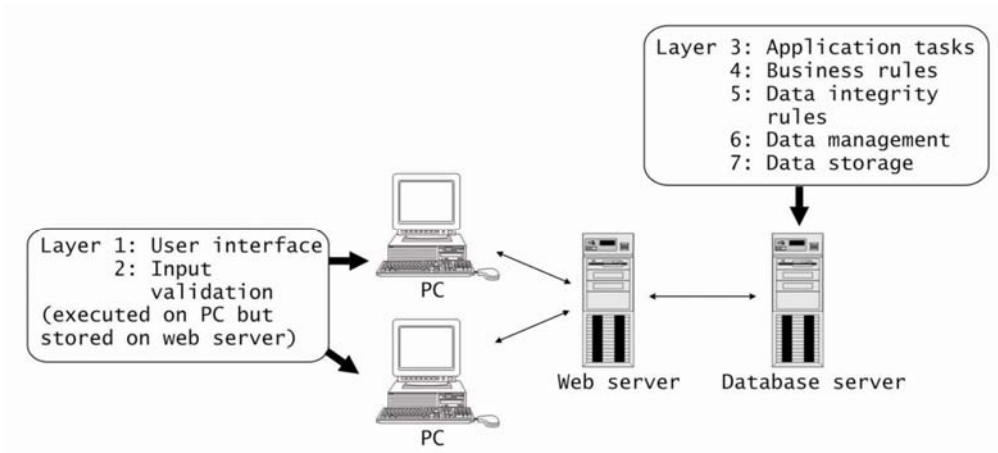 Layer 3: Application tasks
4: Business rules
5: Data integrity
rules
6: Data management
7: Data storage
Layer 1: User interface
2: Input
validation
(executed on PC but
stored on web server)
PC
PC
Web server
Database server